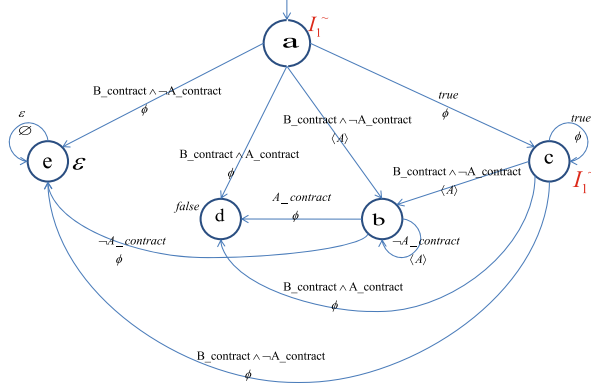 I₁~
a
B_contract ∧ ¬A_contract
ϕ
true
ϕ
B_contract ∧ ¬A_contract
⟨A⟩
ε
∅
true
ϕ
e
ε
B_contract ∧ A_contract
ϕ
c
B_contract ∧ ¬A_contract
⟨A⟩
I₁~
false
d
A_contract
ϕ
b
¬A_contract
ϕ
¬A_contract
⟨A⟩
B_contract ∧ A_contract
ϕ
B_contract ∧ ¬A_contract
ϕ